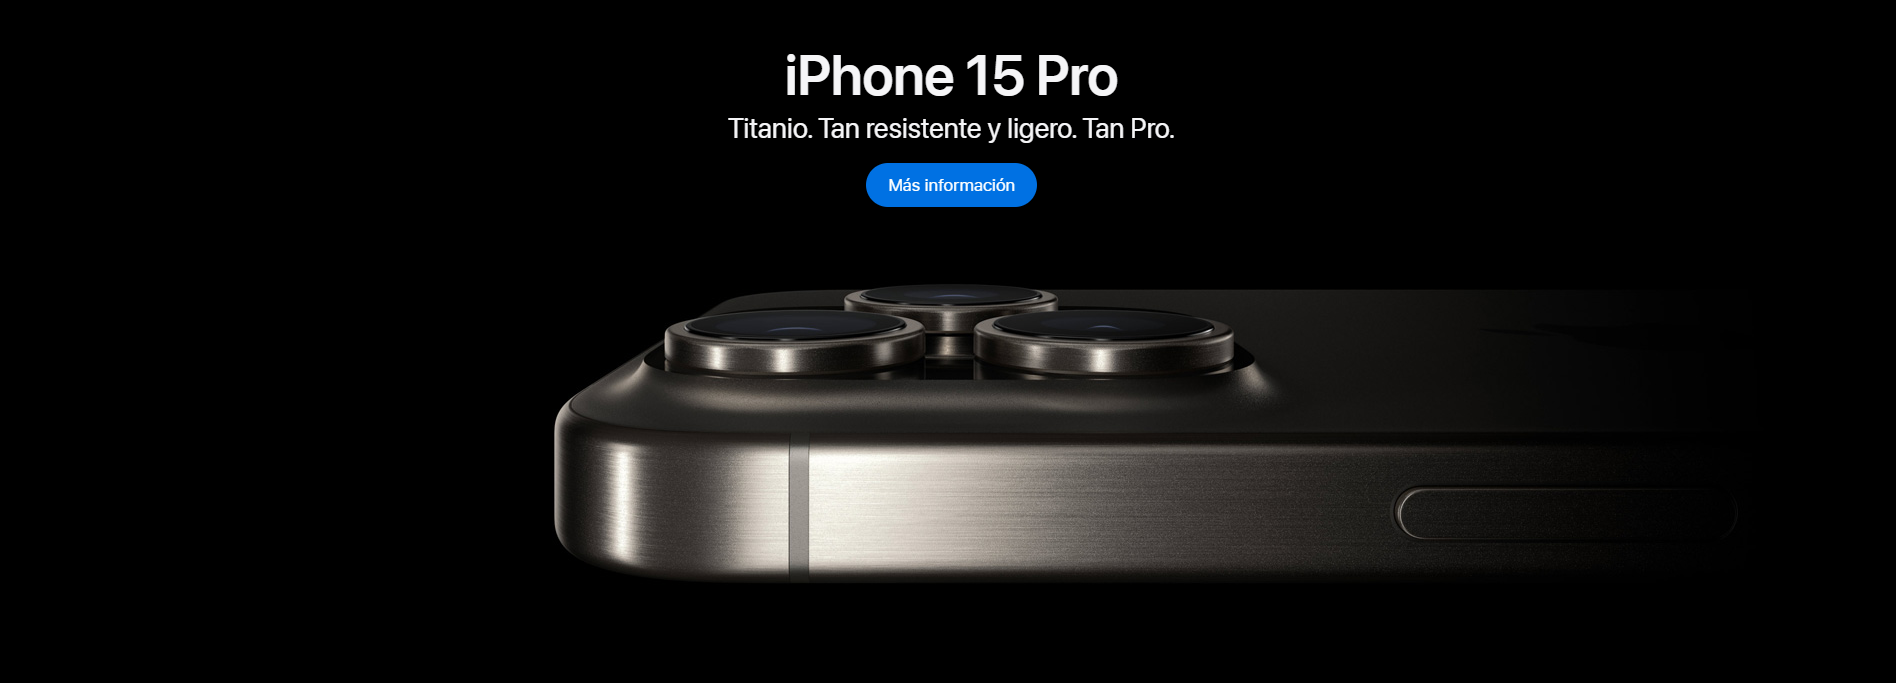 iPhone 15 Pro
Titanio. Tan resistente y ligero. Tan Pro.
Más información